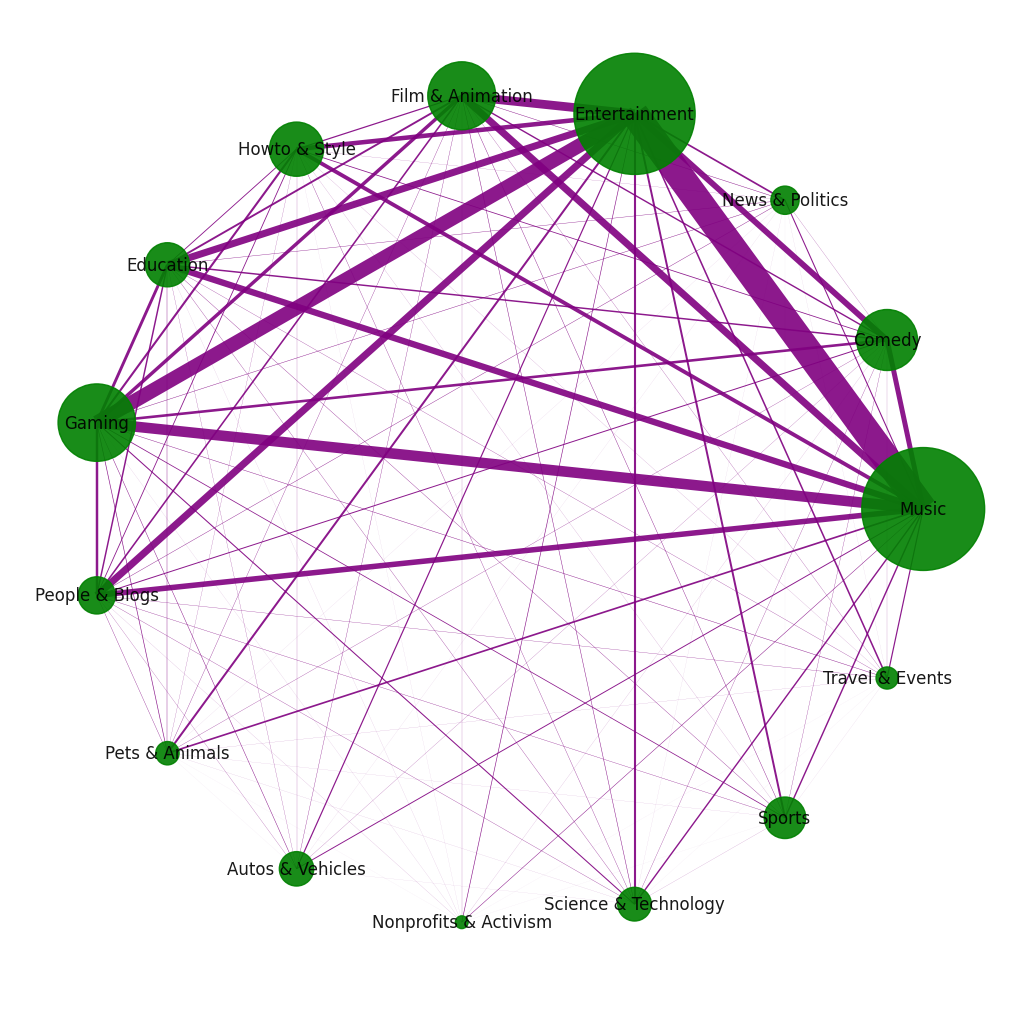 Film & Animation
Entertainment
Howto & Style
News & Politics
Education
Comedy
Gaming
Music
People & Blogs
Travel & Events
Pets & Animals
Sports
Autos & Vehicles
Science & Technology
Nonprofits & Activism